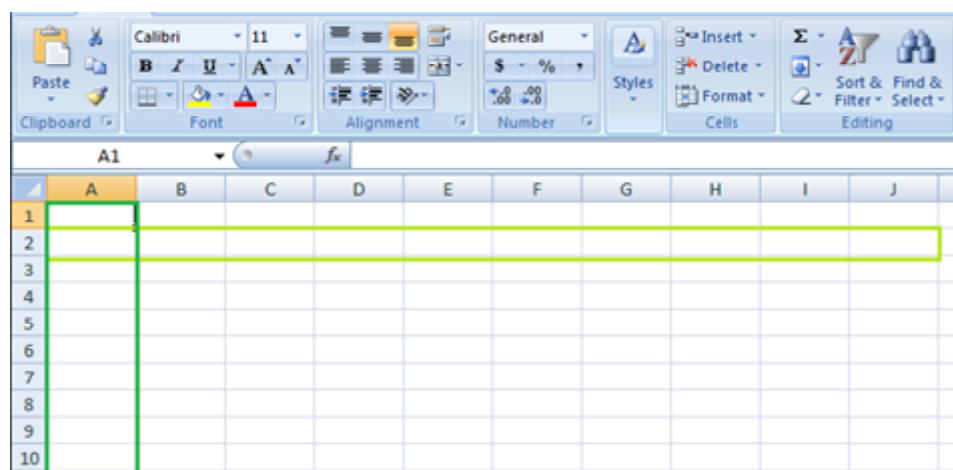 Calibri 11 General Σ Insert
B I U A A $ % , A Delete A Z
Paste A .00 .0 Styles Format Sort & Filter Find & Select
Clipboard Font Alignment Number Cells Editing
A1 fx
A B C D E F G H I J
1
2
3
4
5
6
7
8
9
10